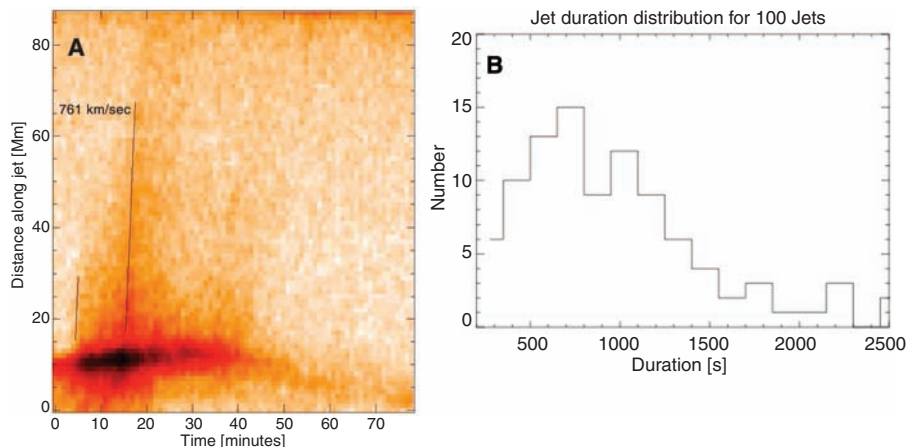 A
761 km/sec
Distance along jet [Mm]
80
60
40
20
0
0 10 20 30 40 50 60 70
Time [minutes]
Jet duration distribution for 100 Jets
B
Number
20
15
10
5
0
500 1000 1500 2000 2500
Duration [s]